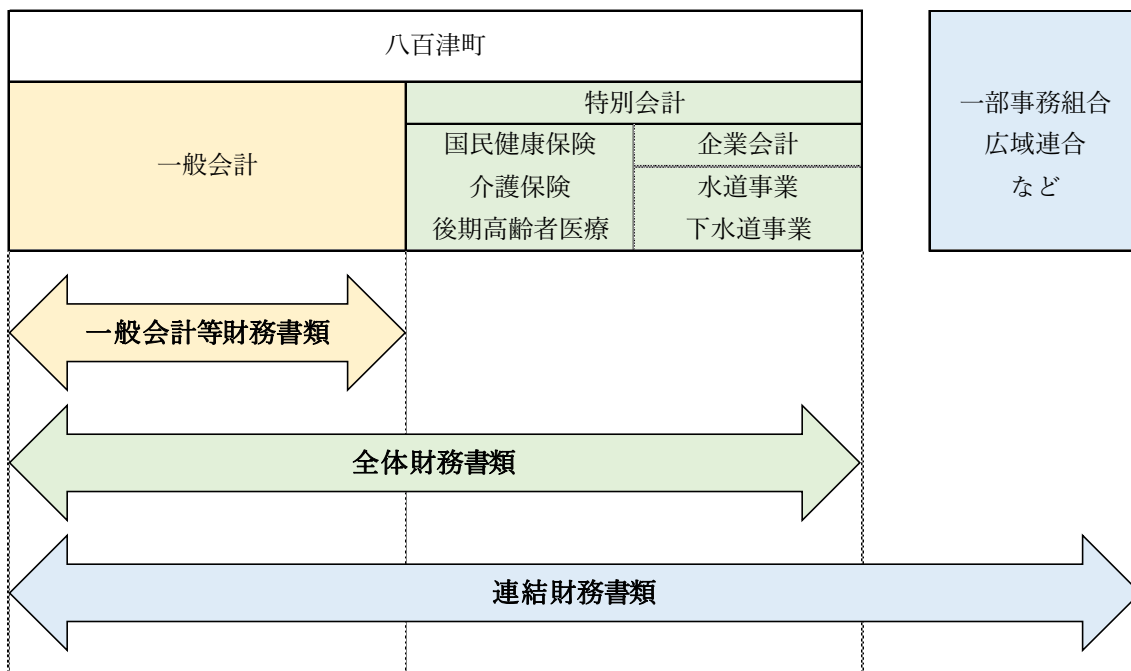 八百津町
一般会計
特別会計
国民健康保険
介護保険
後期高齢者医療
企業会計
水道事業
下水道事業
一部事務組合
広域連合
など
一般会計等財務書類
全体財務書類
連結財務書類